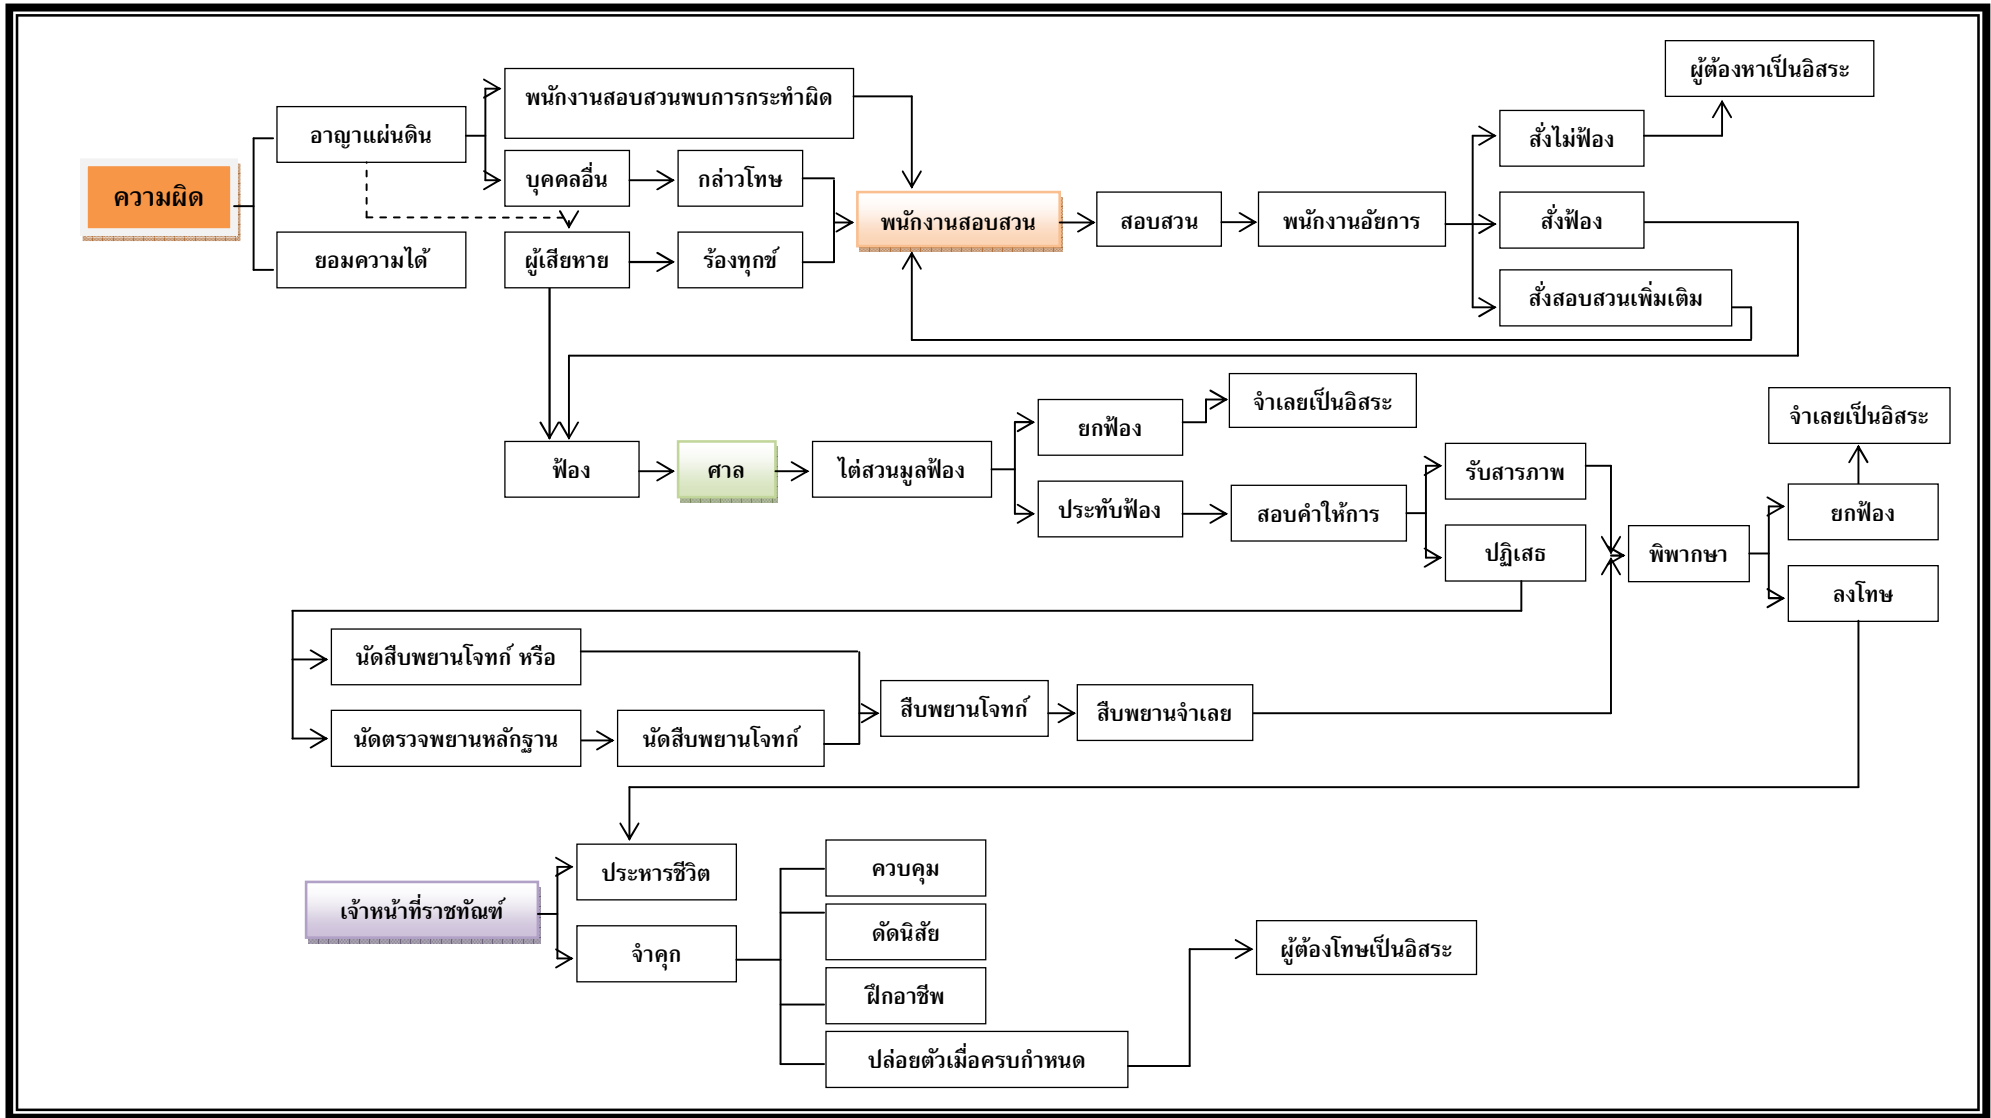 ผู้ต้องหาเป็นอิสระ
พนักงานสอบสวนพบการกระทำผิด
อาญาแผ่นดิน
สั่งไม่ฟ้อง
ความผิด
บุคคลอื่น
กล่าวโทษ
พนักงานสอบสวน
สอบสวน
พนักงานอัยการ
สั่งฟ้อง
ยอมความได้
ผู้เสียหาย
ร้องทุกข์
สั่งสอบสวนเพิ่มเติม
จำเลยเป็นอิสระ
จำเลยเป็นอิสระ
ยกฟ้อง
ฟ้อง
ศาล
ไต่สวนมูลฟ้อง
รับสารภาพ
ประทับฟ้อง
สอบคำให้การ
ยกฟ้อง
ปฏิเสธ
พิพากษา
ลงโทษ
นัดสืบพยานโจทก์ หรือ
สืบพยานโจทก์
สืบพยานจำเลย
นัดตรวจพยานหลักฐาน
นัดสืบพยานโจทก์
ประหารชีวิต
ควบคุม
เจ้าหน้าที่ราชทัณฑ์
ดัดนิสัย
จำคุก
ผู้ต้องโทษเป็นอิสระ
ฝึกอาชีพ
ปล่อยตัวเมื่อครบกำหนด